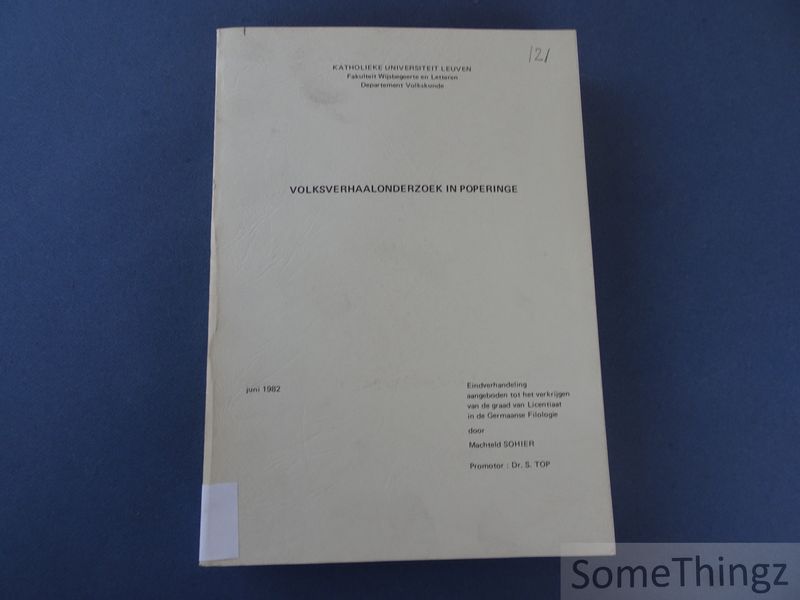 121
KATHOLIEKE UNIVERSITEIT LEUVEN
Fakulteit Wijsbegeerte en Letteren
Departement Volkskunde
VOLKSVERHAALONDERZOEK IN POPERINGE
juni 1982
Eindverhandeling
aangeboden tot het verkrijgen
van de graad van Licentiaat
in de Germaanse Filologie
door
Machteld SOHIER
Promotor : Dr. S. TOP
SomeThingz